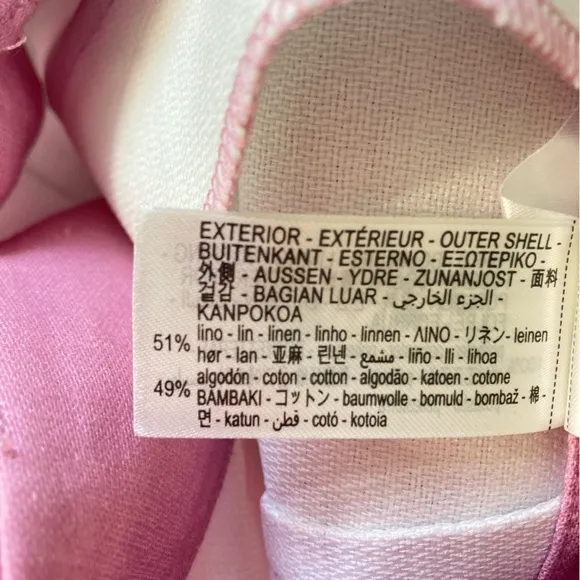 EXTERIOR - EXTÉRIEUR - OUTER SHELL -
BUITENKANT - ESTERNO - ΕΞΩΤΕΡΙΚΟ -
外側 - AUSSEN - YDRE - ZUNANJOST - 面料
겉감 - BAGIAN LUAR - الجزء الخارجي -
KANPOKOA
51% lino - lin - linen - linho - linnen - ΛΙΝΟ - リネン- leinen
hør - lan - 亚麻 - 린넨 - مشمع - liño - lli - lihoa
49% algodón - coton - cotton - algodão - katoen - cotone
BAMBAKI - コットン - baumwolle - bomuld - bombaž - 棉 -
면 - katun - قطن - cotó - kotoia